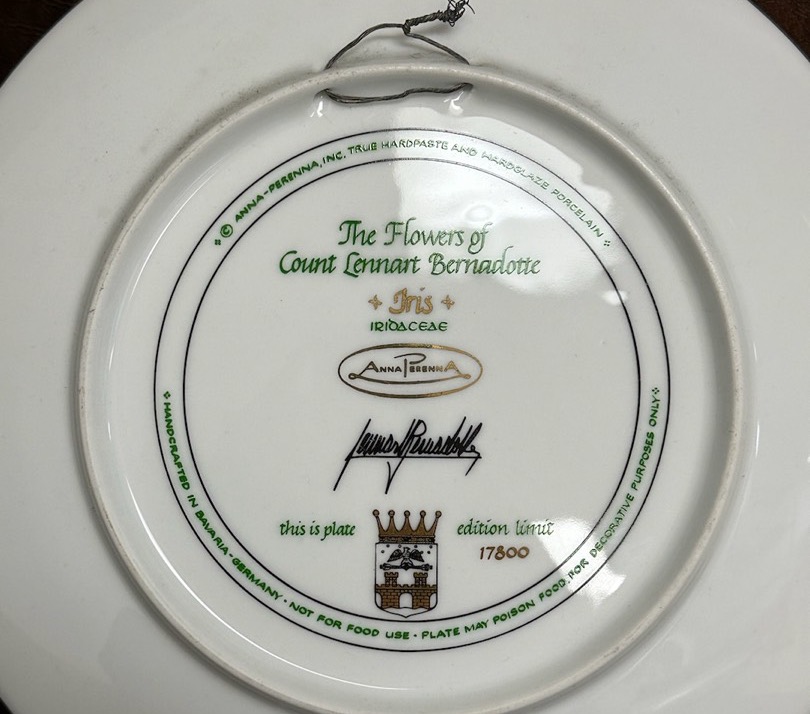 © ANNA-PERENNA, INC. TRUE HARDPASTE AND HARDGLAZE PORCELAIN
The Flowers of
Count Lennart Bernadotte
Iris
IRIDACEAE
ANNA PERENNA
Lennart Bernadotte
this is plate
edition limit
17800
HANDCRAFTED IN BAVARIA-GERMANY · NOT FOR FOOD USE · PLATE MAY POISON FOOD. FOR DECORATIVE PURPOSES ONLY